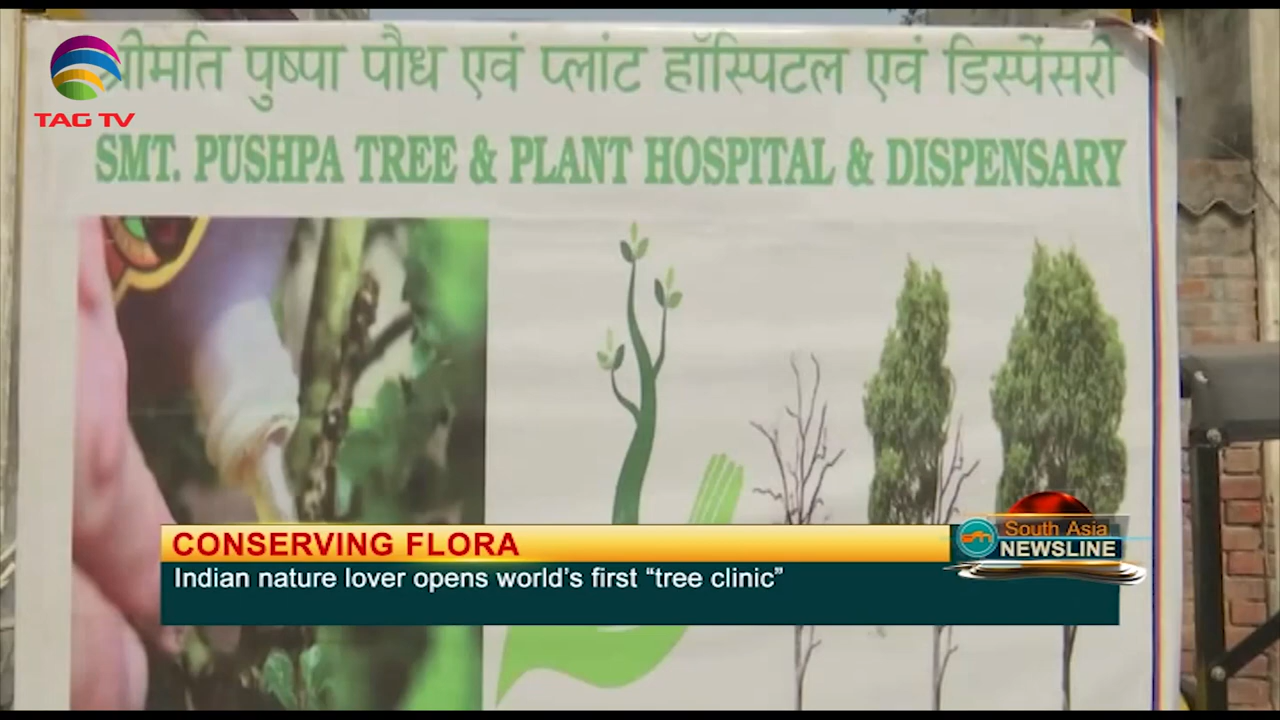 श्रीमति पुष्पा पौध एवं प्लांट हॉस्पिटल एवं डिस्पेंसरी
TAG TV
SMT. PUSHPA TREE & PLANT HOSPITAL & DISPENSARY
CONSERVING FLORA
South Asia
NEWSLINE
Indian nature lover opens world's first “tree clinic”